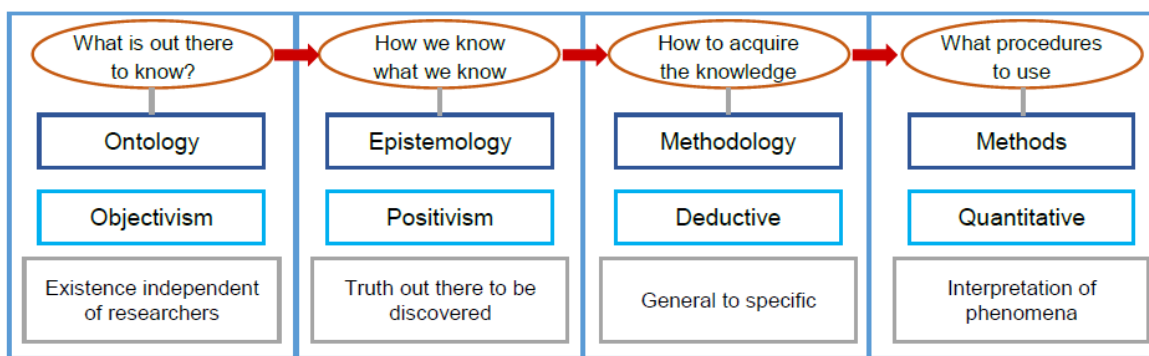 What is out there
to know?
How we know
what we know
How to acquire
the knowledge
What procedures
to use
Ontology
Epistemology
Methodology
Methods
Objectivism
Positivism
Deductive
Quantitative
Existence independent
of researchers
Truth out there to be
discovered
General to specific
Interpretation of
phenomena